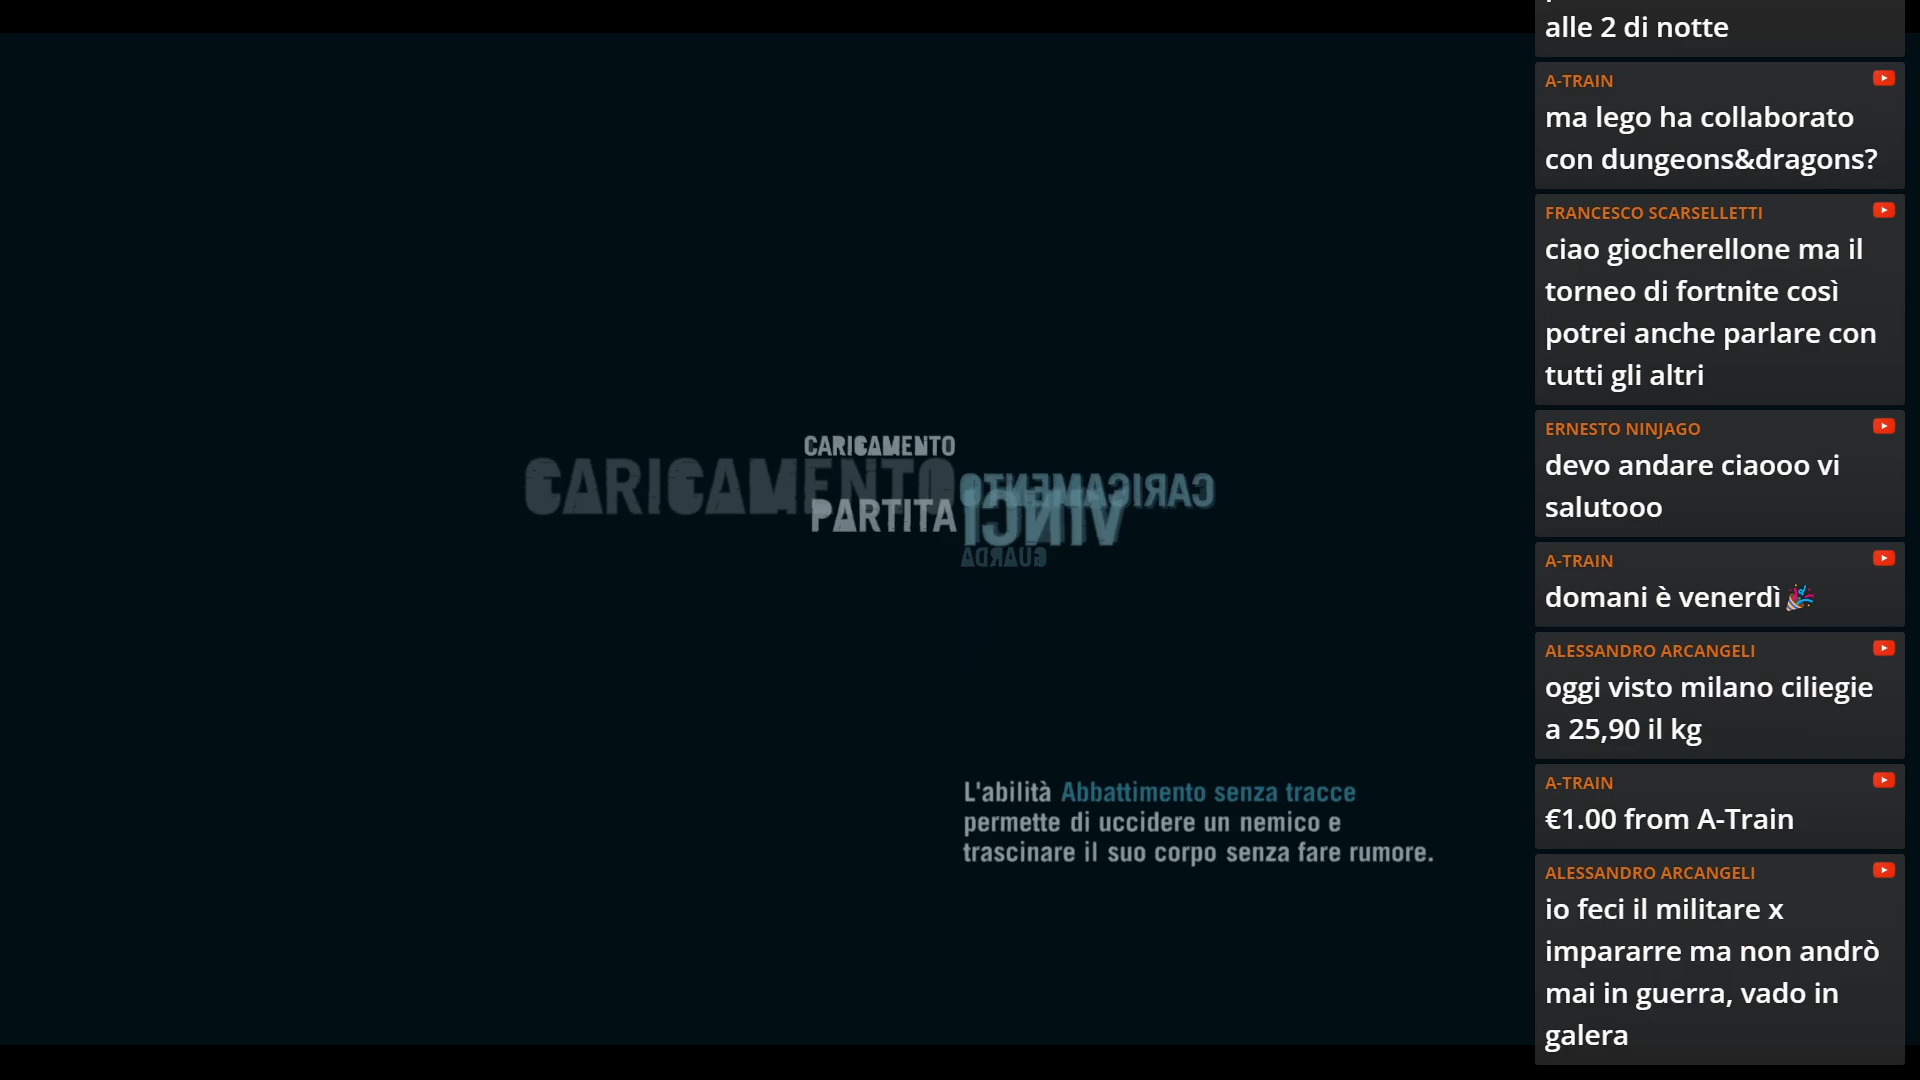 CARICAMENTO
CARICAMENTO
PARTITA
CARICAMENTO
VINCI
GUARDA
L'abilità Abbattimento senza tracce
permette di uccidere un nemico e
trascinare il suo corpo senza fare rumore.
alle 2 di notte
A-TRAIN
ma lego ha collaborato
con dungeons&dragons?
FRANCESCO SCARSELLETTI
ciao giocherellone ma il
torneo di fortnite così
potrei anche parlare con
tutti gli altri
ERNESTO NINJAGO
devo andare ciaooo vi
salutooo
A-TRAIN
domani è venerdì🎉
ALESSANDRO ARCANGELI
oggi visto milano ciliegie
a 25,90 il kg
A-TRAIN
€1.00 from A-Train
ALESSANDRO ARCANGELI
io feci il militare x
impararre ma non andrò
mai in guerra, vado in
galera